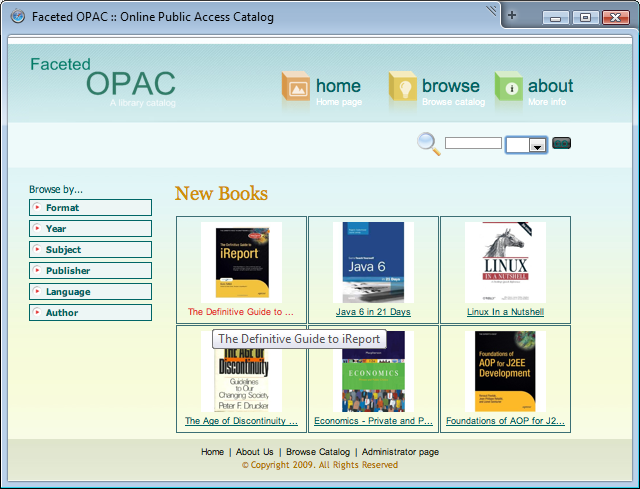 Faceted OPAC :: Online Public Access Catalog
Faceted
OPAC
A library catalog
home
Home page
browse
Browse catalog
about
More info
Browse by...
Format
Year
Subject
Publisher
Language
Author
New Books
The Definitive Guide to
iReport
Java 6
in 21 Days
LINUX
IN A NUTSHELL
The Definitive Guide to ...
Java 6 in 21 Days
Linux In a Nutshell
The Definitive Guide to iReport
THE AGE OF
Discontinuity
Guidelines
to Our
Changing Society
Peter F. Drucker
ECONOMICS
Foundations of
AOP for J2EE
Development
The Age of Discontinuity ...
Economics - Private and P...
Foundations of AOP for J2...
Home | About Us | Browse Catalog | Administrator page
© Copyright 2009. All Rights Reserved